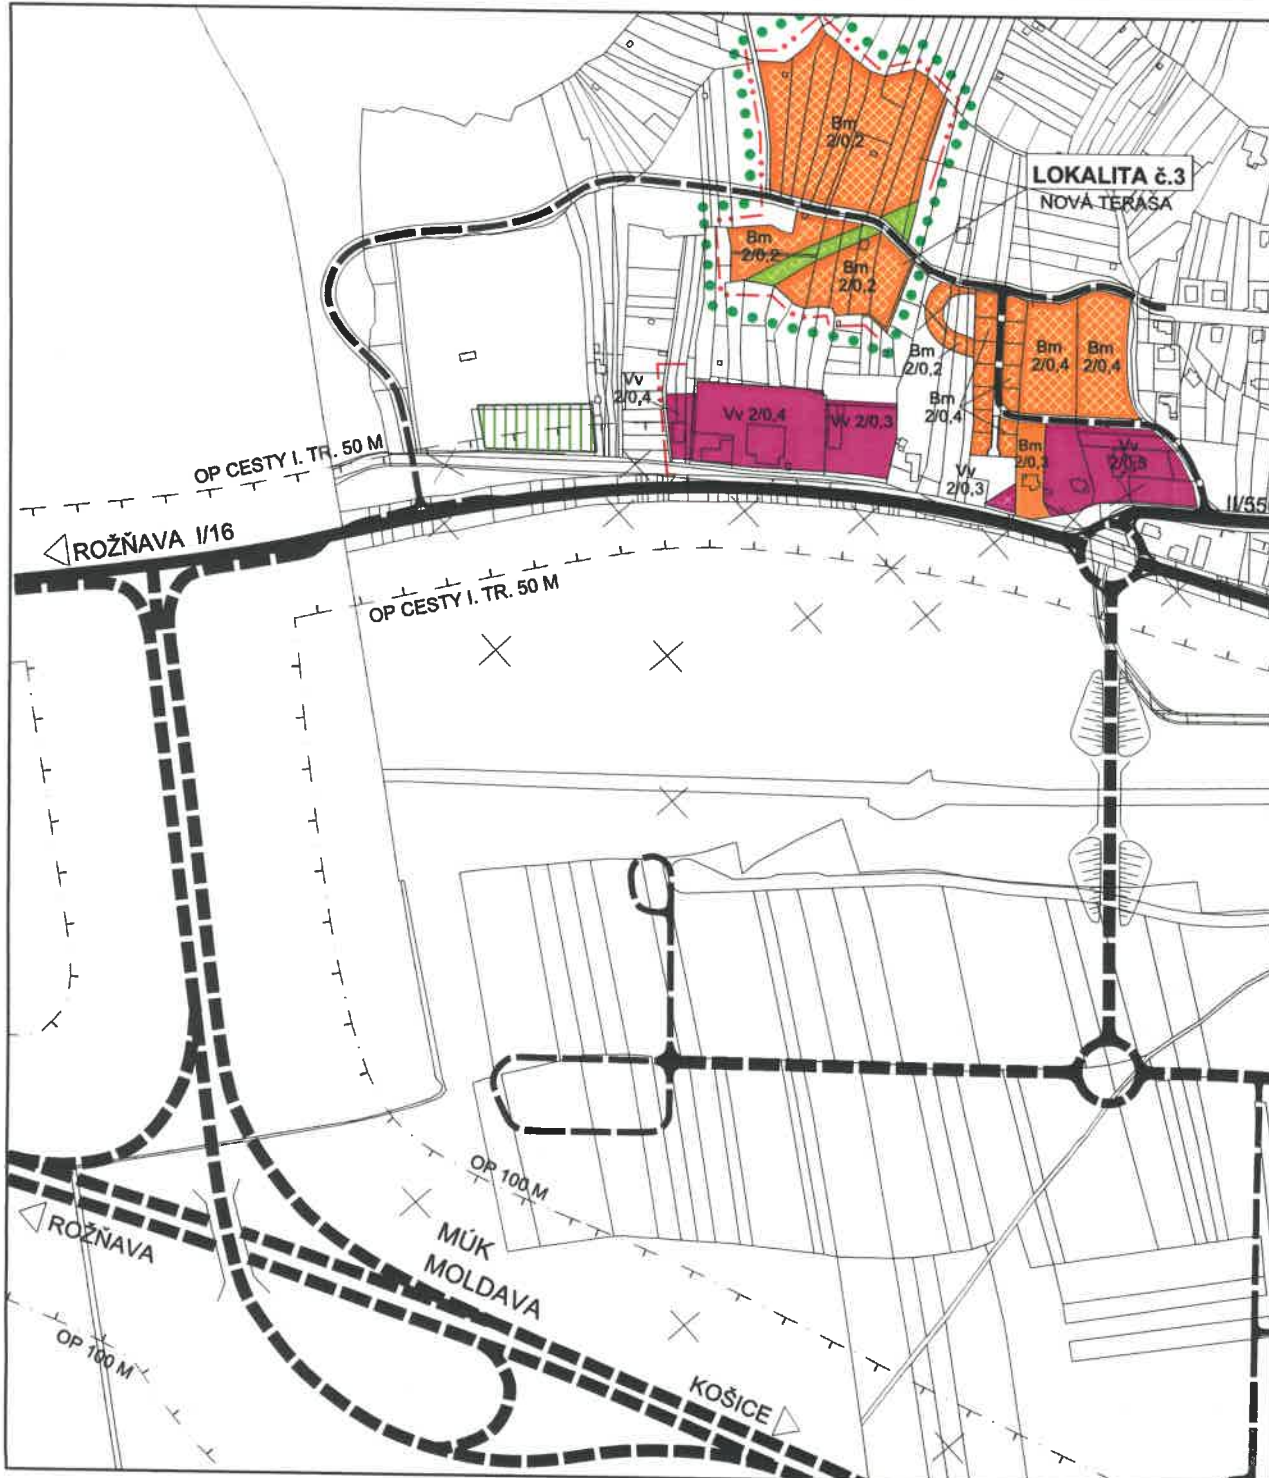 Bm
2/0,2
LOKALITA č.3
NOVÁ TERASA
Bm
2/0,2
Bm
2/0,2
Bm
2/0,2
Bm
2/0,4
Bm
2/0,4
Vv
2/0,4
Vv 2/0,4
Vv 2/0,3
Bm
2/0,4
Bm
2/0,3
Vv
Vv
2/0,3
OP CESTY I. TR. 50 M
II/55
ROŽŇAVA I/16
OP CESTY I. TR. 50 M
OP 100 M
ROŽŇAVA
MÚK
MOLDAVA
OP 100 M
KOŠICE